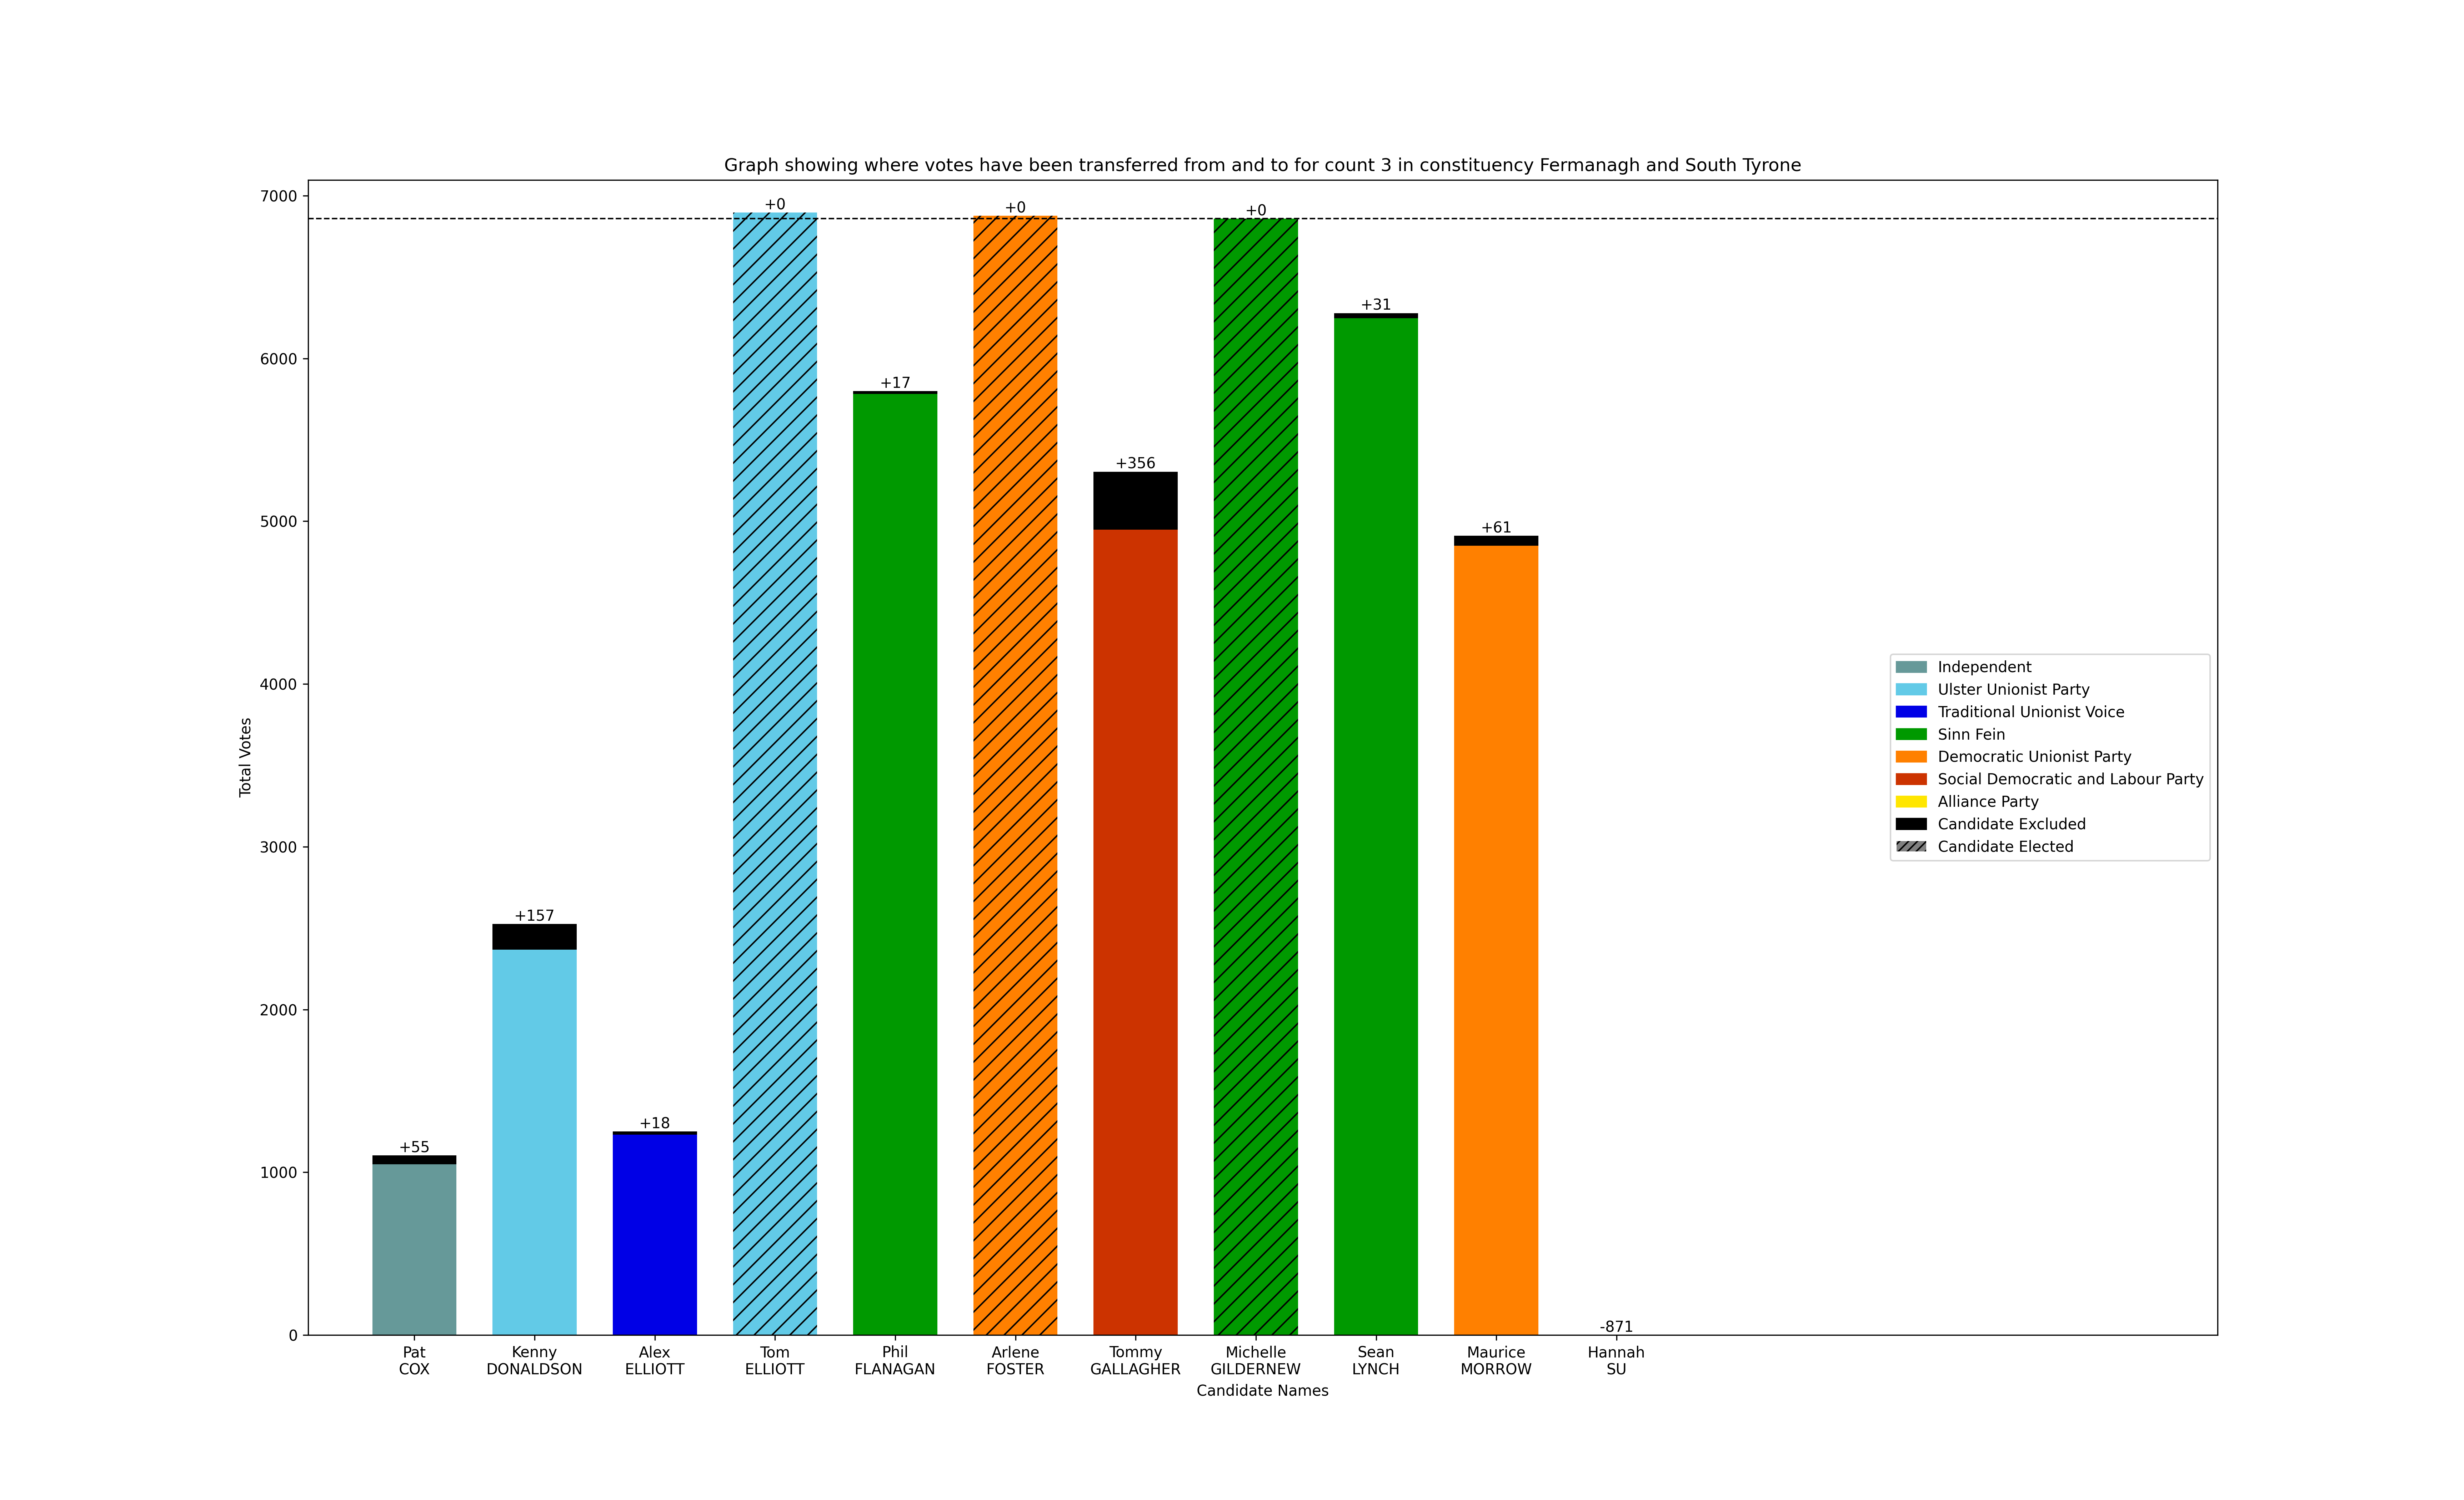 Graph showing where votes have been transferred from and to for count 3 in constituency Fermanagh and South Tyrone
7000
6000
5000
4000
3000
2000
1000
0
Total Votes
+55
+157
+18
+0
+17
+0
+356
+0
+31
+61
-871
Pat
COX
Kenny
DONALDSON
Alex
ELLIOTT
Tom
ELLIOTT
Phil
FLANAGAN
Arlene
FOSTER
Tommy
GALLAGHER
Michelle
GILDERNEW
Sean
LYNCH
Maurice
MORROW
Hannah
SU
Candidate Names
Independent
Ulster Unionist Party
Traditional Unionist Voice
Sinn Fein
Democratic Unionist Party
Social Democratic and Labour Party
Alliance Party
Candidate Excluded
Candidate Elected